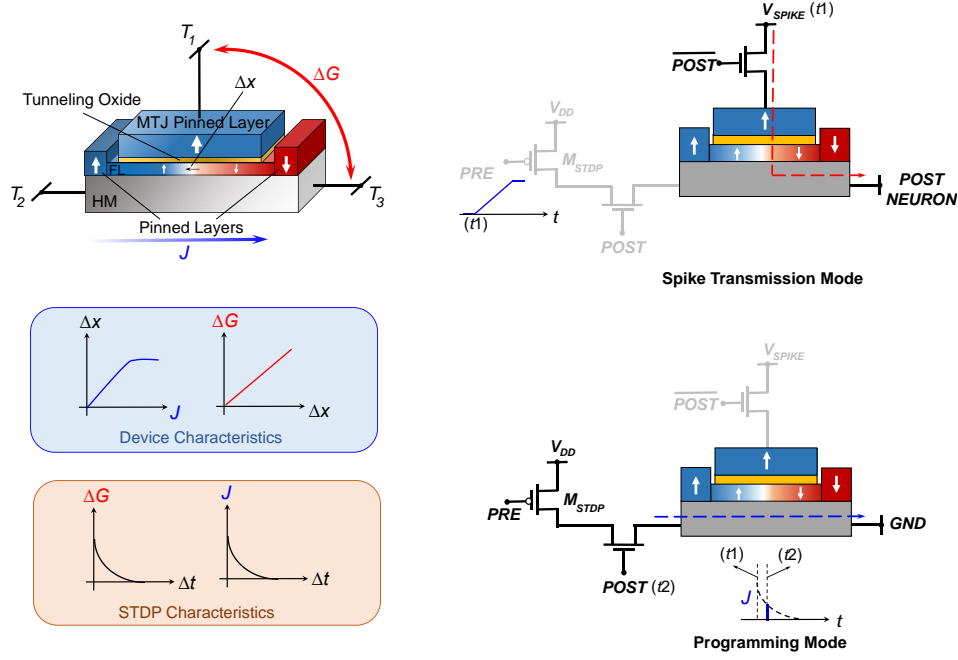 T1
ΔG
Δx
Tunneling Oxide
MTJ Pinned Layer
FL
T2
T3
HM
Pinned Layers
J
Δx
J
ΔG
Δx
Device Characteristics
ΔG
Δt
J
Δt
STDP Characteristics
VSPIKE (t1)
POST
VDD
MSTDP
PRE
(t1)
t
POST
POST
NEURON
Spike Transmission Mode
VSPIKE
POST
VDD
MSTDP
PRE
POST (t2)
GND
(t1)
(t2)
J
t
Programming Mode